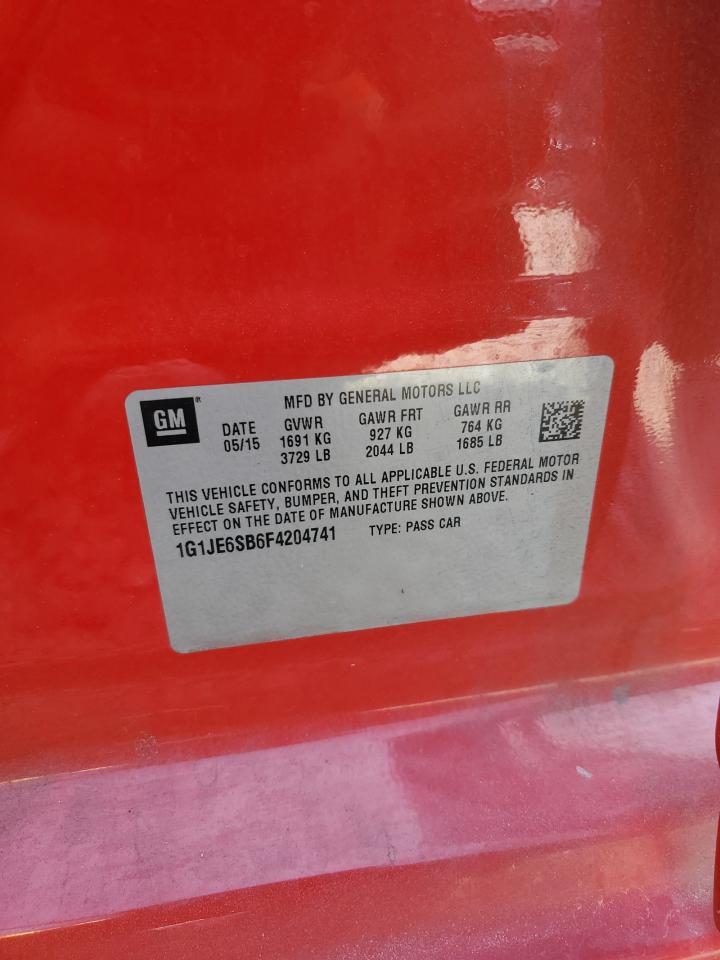 GM®
MFD BY GENERAL MOTORS LLC
DATE GVWR GAWR FRT GAWR RR
05/15 1691 KG 927 KG 764 KG
3729 LB 2044 LB 1685 LB
THIS VEHICLE CONFORMS TO ALL APPLICABLE U.S. FEDERAL MOTOR
VEHICLE SAFETY, BUMPER, AND THEFT PREVENTION STANDARDS IN
EFFECT ON THE DATE OF MANUFACTURE SHOWN ABOVE.
1G1JE6SB6F4204741 TYPE: PASS CAR